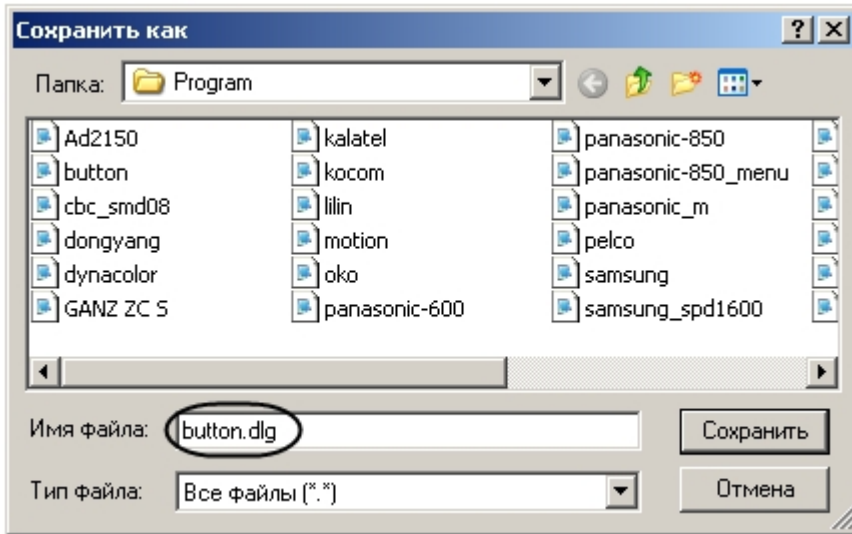 Сохранить как
Папка: Program
Ad2150 kalatel panasonic-850
button kocom panasonic-850_menu
cbc_smd08 lilin panasonic_m
dongyang motion pelco
dynacolor oko samsung
GANZ ZC S panasonic-600 samsung_spd1600
Имя файла: button.dlg Сохранить
Тип файла: Все файлы (*.*) Отмена